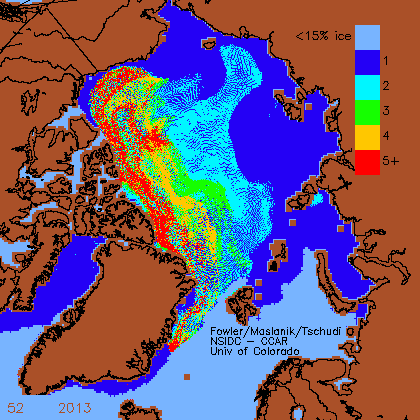 <15% ice
1
2
3
4
5+
Fowler/Maslanik/Tschudi
NSIDC – CCAR
Univ of Colorado
52 2013